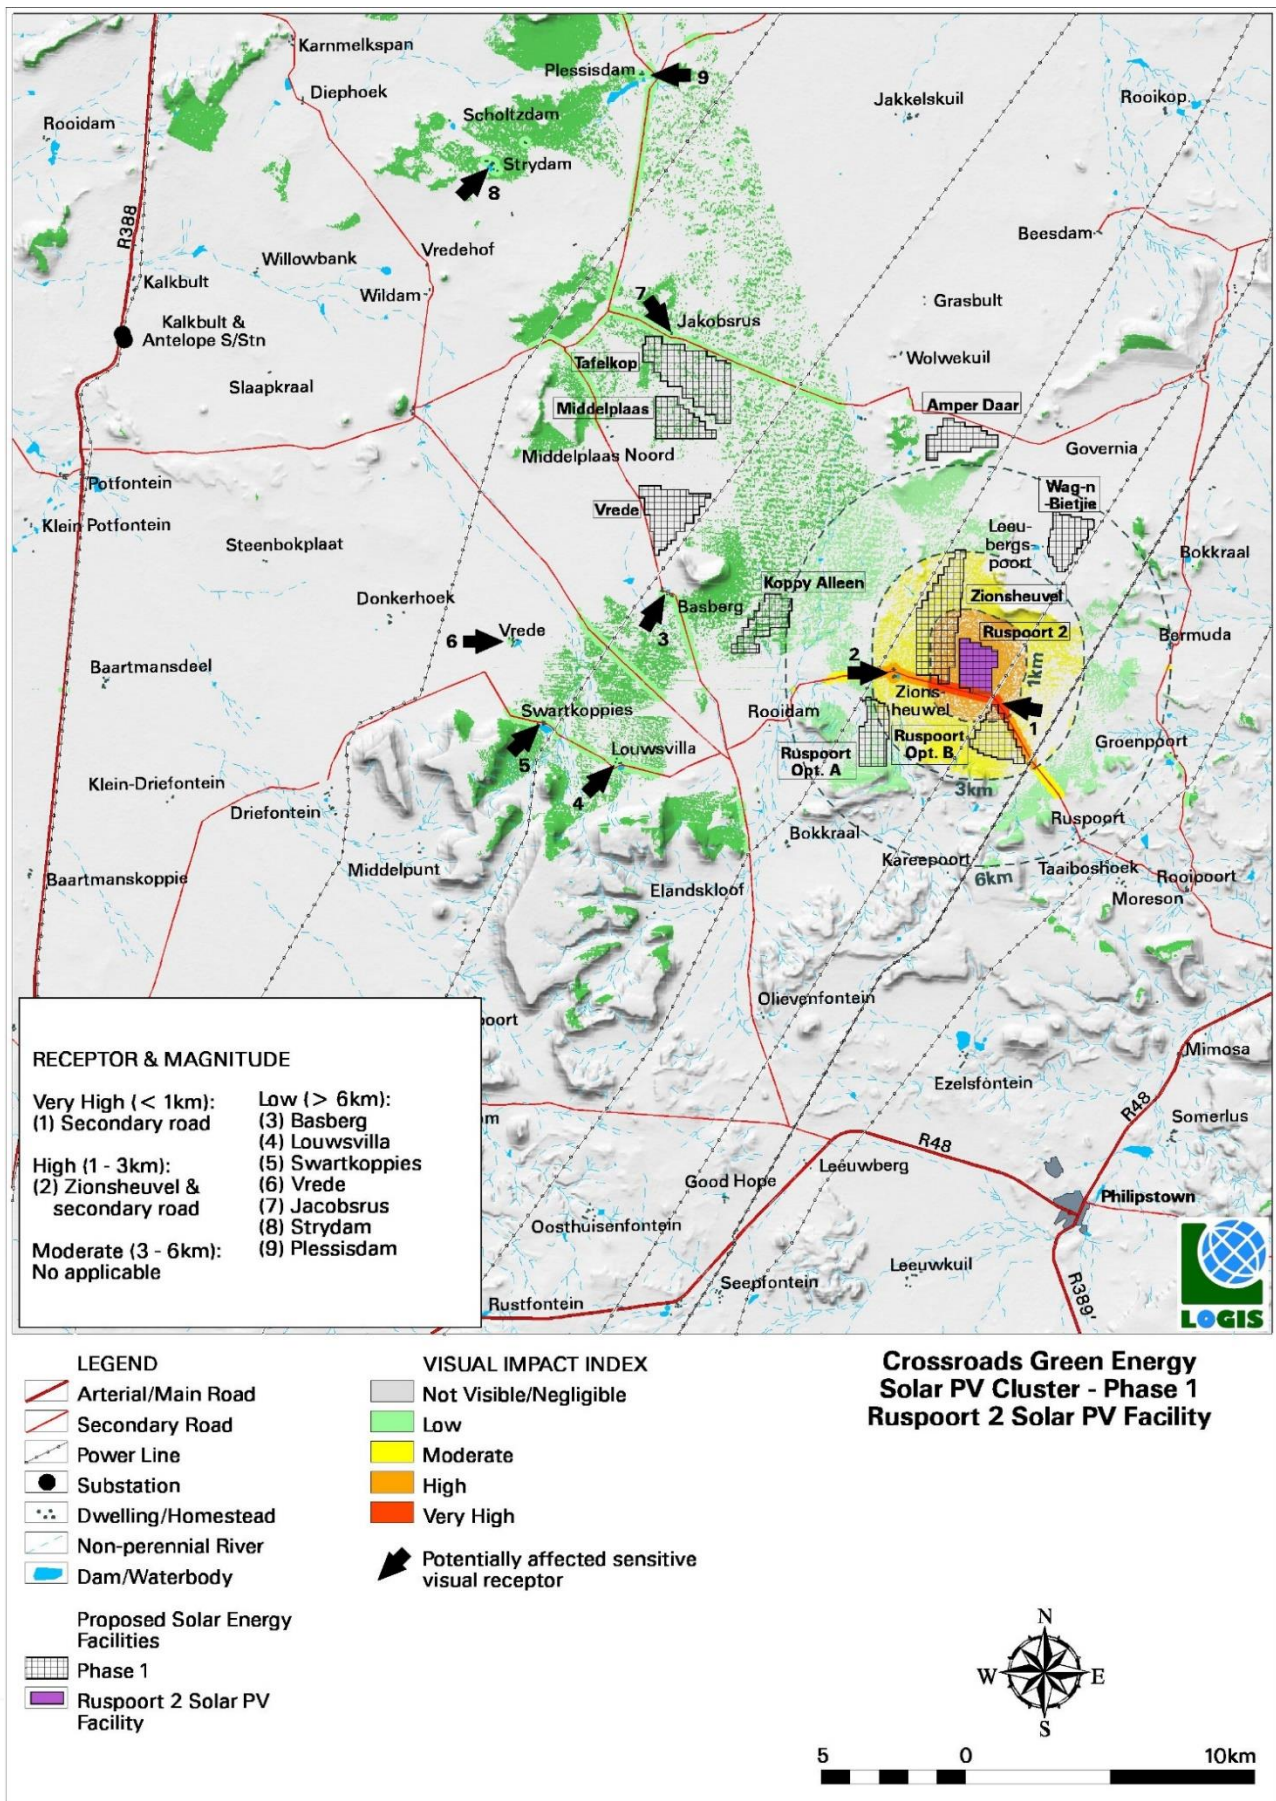 Karnmelkspan
Plessisdam
9
Diephoek
Jakkelskuil
Rooikop
Scholtzdam
Rooidam
Strydam
8
R388
Vredehof
Beesdam
Willowbank
Kalkbult
Wildam
7
Grasbult
Kalkbult &
Antelope S/Stn
Jakobsrus
Tafelkop
Wolwekuil
Slaapkraal
Middelplaas
Amper Daar
Middelplaas Noord
Governia
Potfontein
Wag-n
-Bietjie
Vrede
Klein Potfontein
Leeu-
bergs-
poort
Steenbokplaat
Bokkraal
Koppy Alleen
Donkerhoek
Zionsheuvel
Basberg
3
6
Vrede
Ruspoort 2
Bermuda
2
1km
Baartmansdeel
Zions-
heuwel
Swartkoppies
Rooidam
1
Ruspoort
Opt. B.
Groenpoort
Louwsvilla
Ruspoort
Opt. A
5
Klein-Driefontein
3km
4
Driefontein
Ruspoort
Bokkraal
Kareepoort
Middelpunt
Taaiboshoek
Rooipoort
Baartmanskoppie
6km
Elandskloof
Moreson
Olievenfontein
poort
Mimosa
Ezelsfontein
om
R48
Somerlus
R48
Leeuwberg
Good Hope
Philipstown
Oosthuisenfontein
Leeuwkuil
Seepfontein
R389'
Rustfontein
LOGIS
RECEPTOR & MAGNITUDE
Very High (< 1km):
(1) Secondary road
High (1 - 3km):
(2) Zionsheuvel &
secondary road
Moderate (3 - 6km):
No applicable
Low (> 6km):
(3) Basberg
(4) Louwsvilla
(5) Swartkoppies
(6) Vrede
(7) Jacobsrus
(8) Strydam
(9) Plessisdam
LEGEND
Arterial/Main Road
Secondary Road
Power Line
Substation
Dwelling/Homestead
Non-perennial River
Dam/Waterbody
Proposed Solar Energy
Facilities
Phase 1
Ruspoort 2 Solar PV
Facility
VISUAL IMPACT INDEX
Not Visible/Negligible
Low
Moderate
High
Very High
Potentially affected sensitive
visual receptor
Crossroads Green Energy
Solar PV Cluster - Phase 1
Ruspoort 2 Solar PV Facility
N
W
E
S
5
0
10km